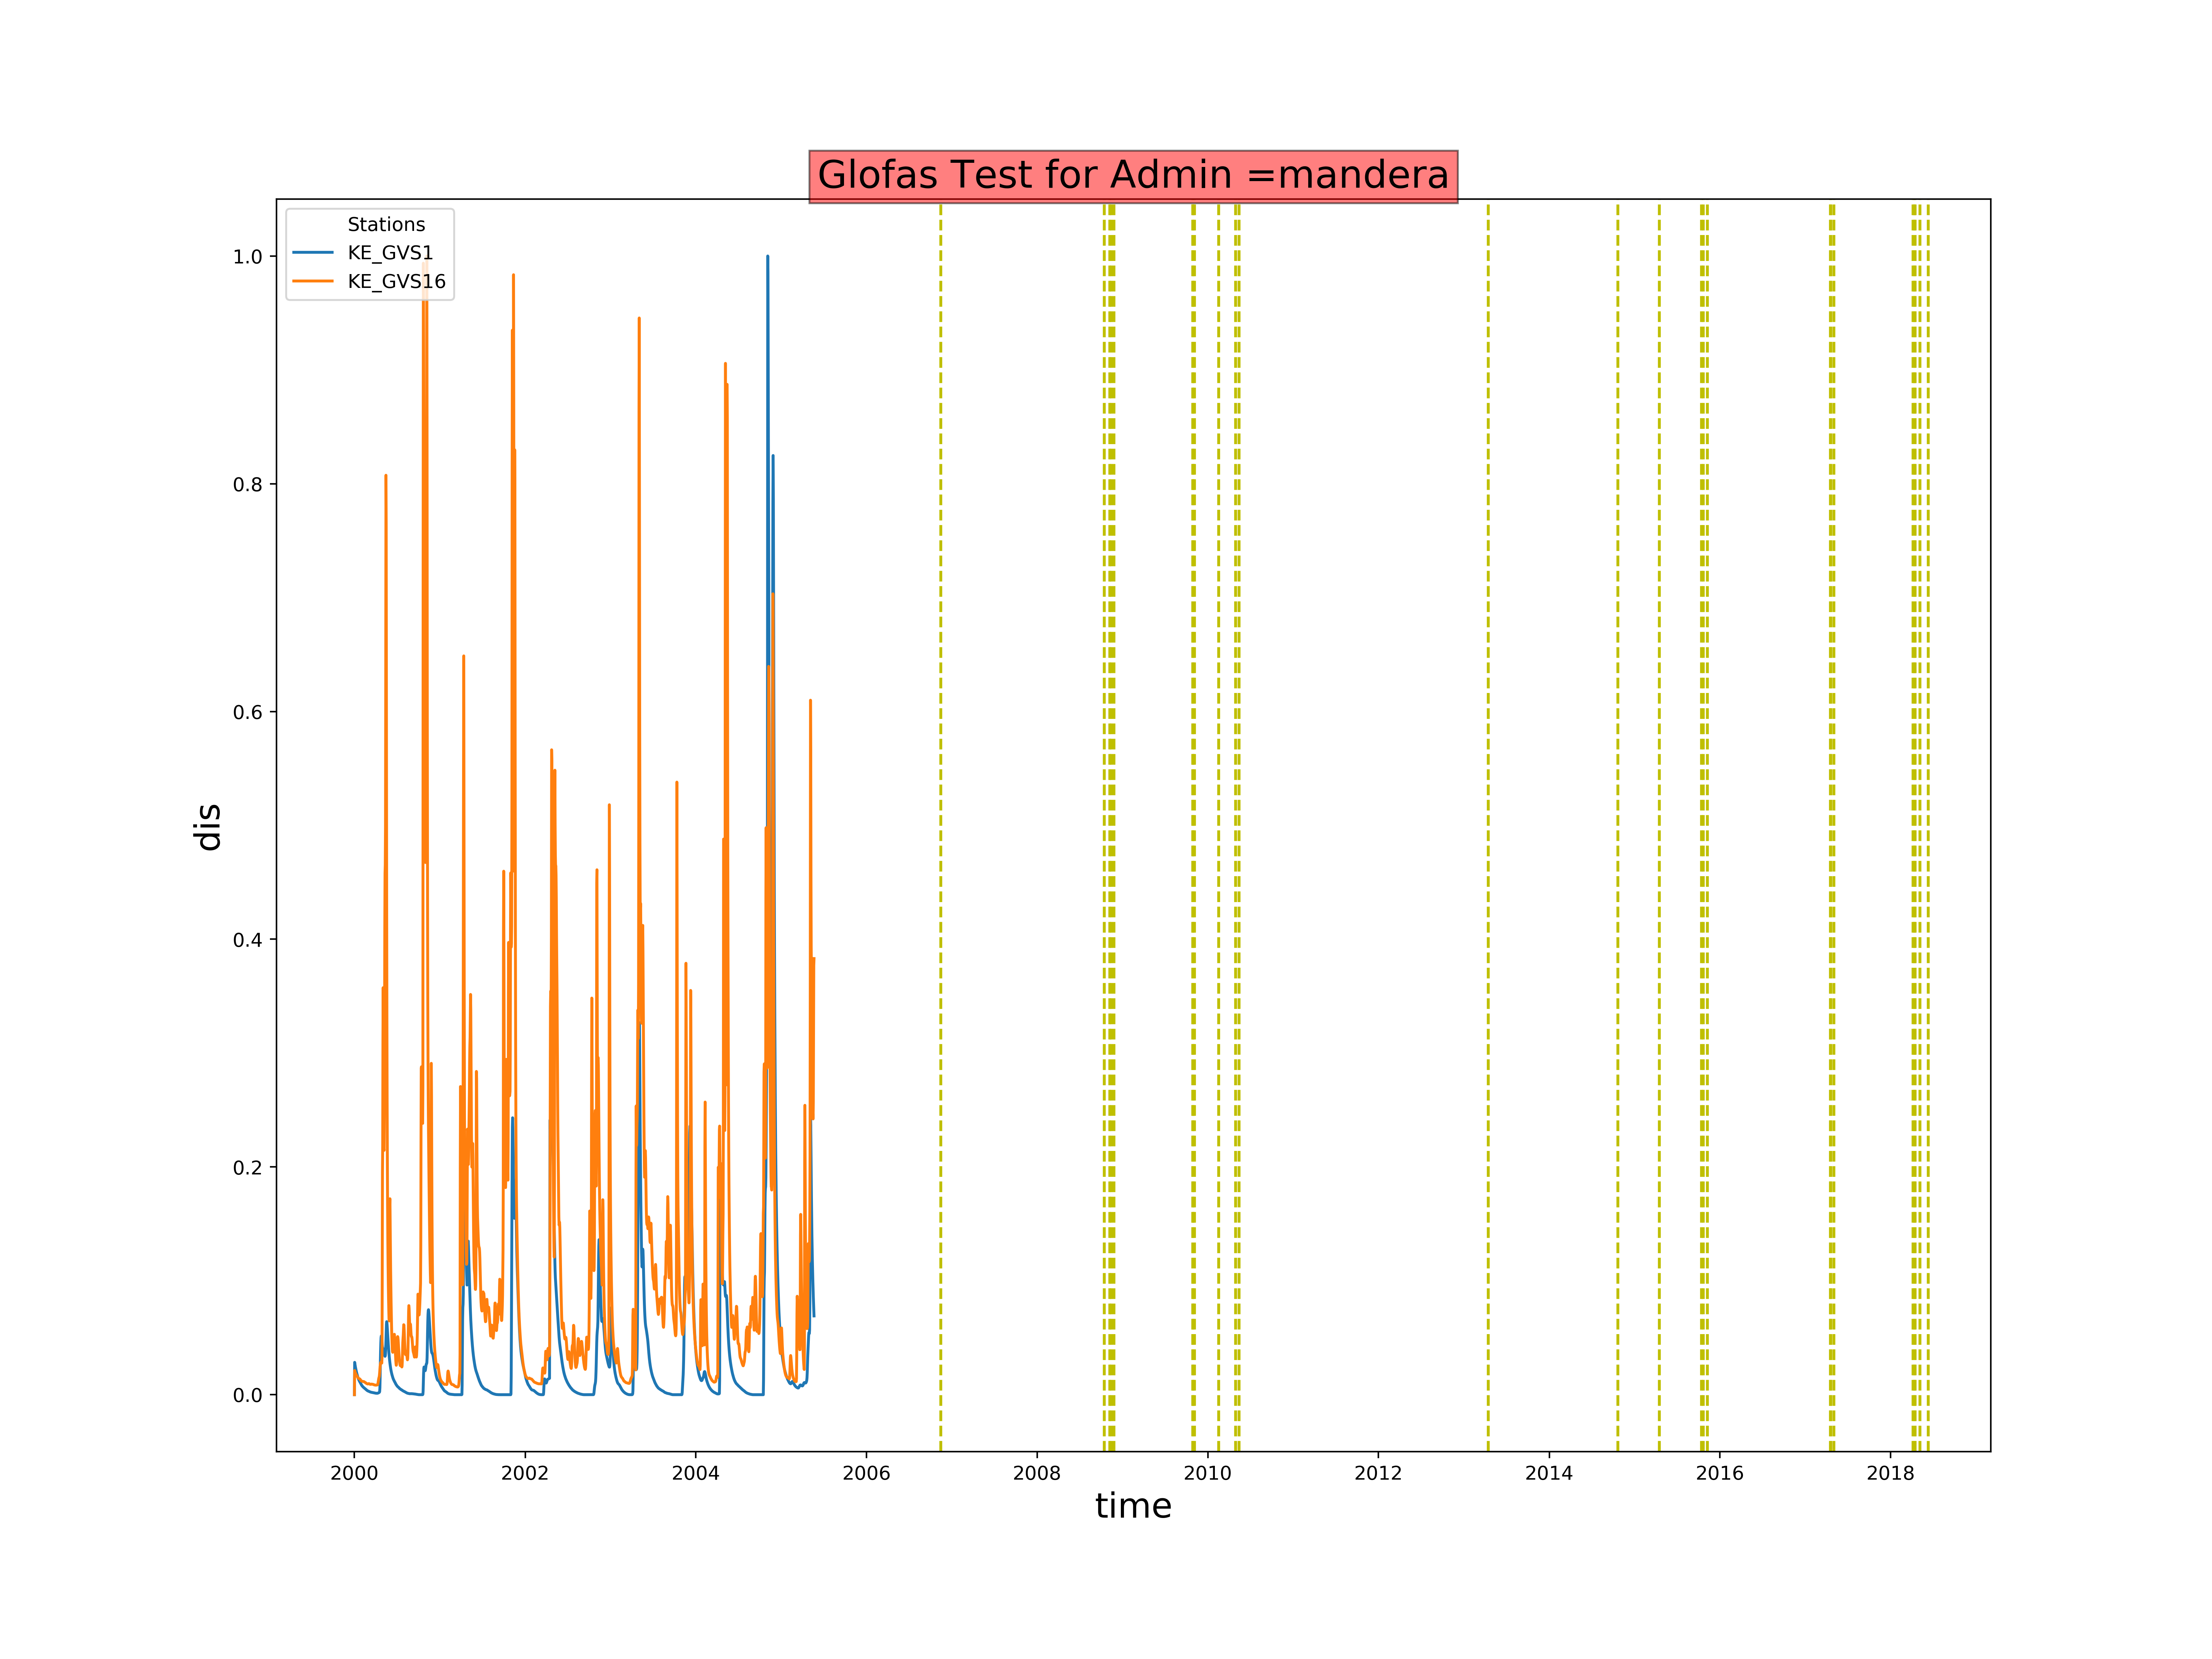 Glofas Test for Admin =mandera
Stations
KE_GVS1
KE_GVS16
1.0
0.8
0.6
0.4
0.2
0.0
dis
2000 2002 2004 2006 2008 2010 2012 2014 2016 2018
time